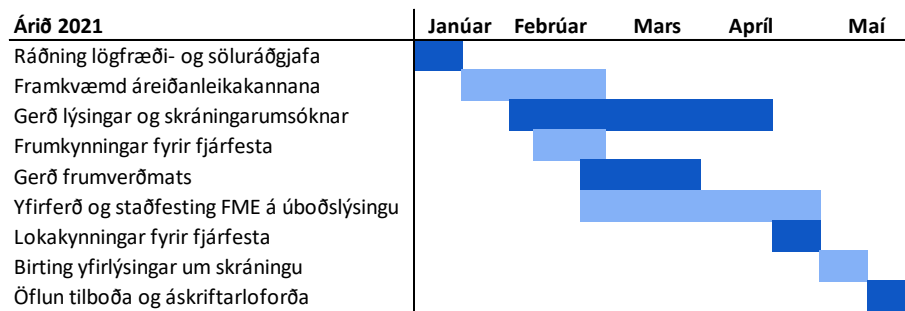 Árið 2021 Janúar Febrúar Mars Apríl Maí
Ráðning lögfræði- og söluráðgjafa
Framkvæmd áreiðanleikakannana
Gerð lýsingar og skráningarumsóknar
Frumkynningar fyrir fjárfesta
Gerð frumverðmats
Yfirferð og staðfesting FME á úboðslýsingu
Lokakynningar fyrir fjárfesta
Birting yfirlýsingar um skráningu
Öflun tilboða og áskriftarloforða